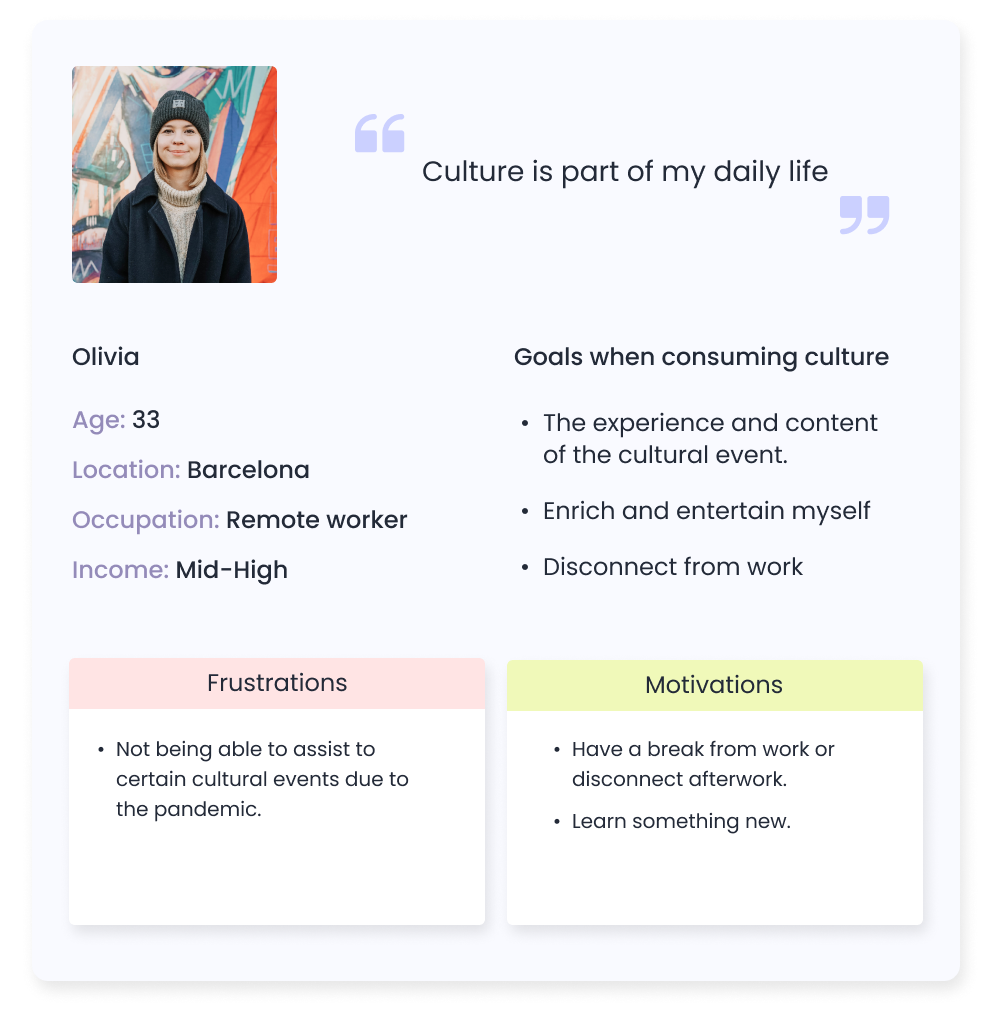 Culture is part of my daily life
Olivia
Age: 33
Location: Barcelona
Occupation: Remote worker
Income: Mid-High
Goals when consuming culture
• The experience and content
of the cultural event.
• Enrich and entertain myself
• Disconnect from work
Frustrations
• Not being able to assist to
certain cultural events due to
the pandemic.
Motivations
• Have a break from work or
disconnect afterwork.
• Learn something new.